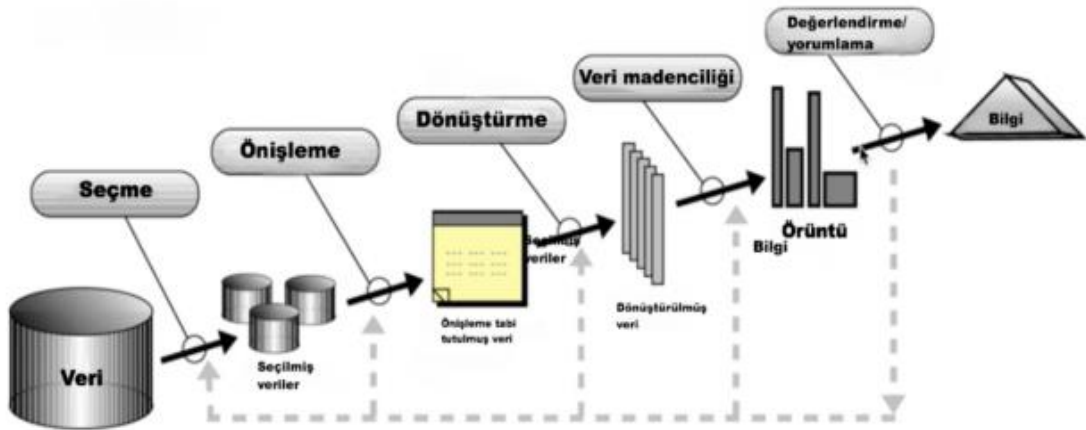 Değerlendirme/
yorumlama
Veri madenciliği
Bilgi
Dönüştürme
Önişleme
Seçme
Örüntü
Seçilmiş
veriler
Bilgi
Dönüştürülmüş
veri
Önişleme tabi
tutulmuş veri
Seçilmiş
veriler
Veri